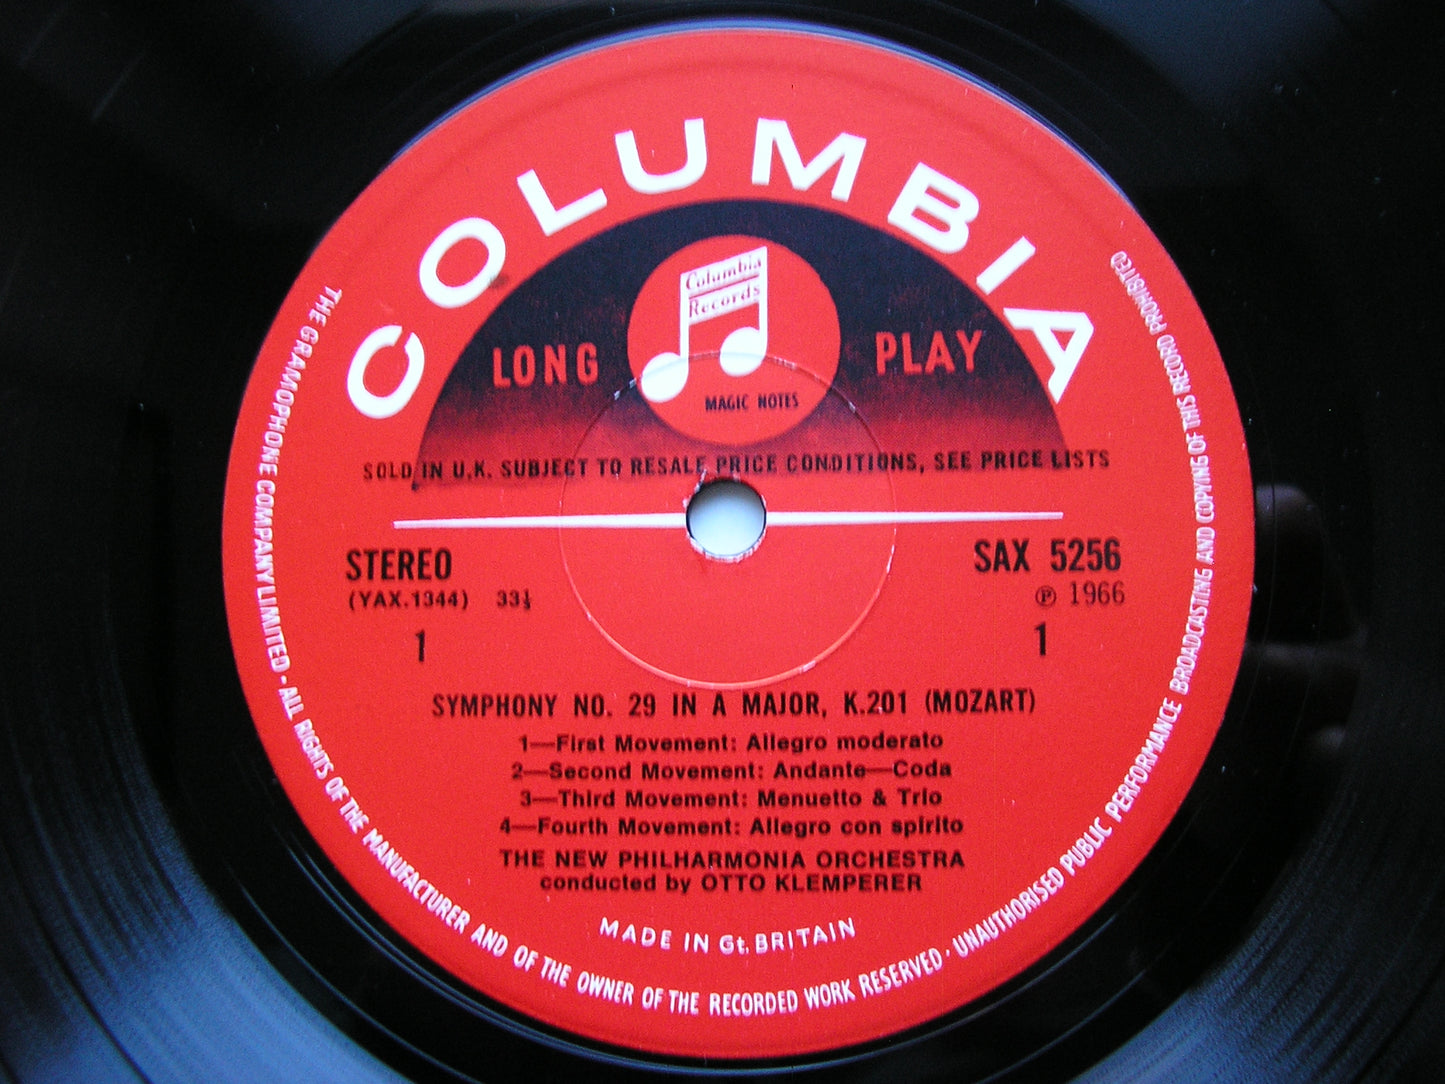 COLUMBIA
Columbia
Records
LONG PLAY
MAGIC NOTES
SOLD IN U.K. SUBJECT TO RESALE PRICE CONDITIONS, SEE PRICE LISTS
STEREO SAX 5256
(YAX.1344) 33⅓ ℗ 1966
1 1
SYMPHONY NO. 29 IN A MAJOR, K.201 (MOZART)
1—First Movement: Allegro moderato
2—Second Movement: Andante—Coda
3—Third Movement: Menuetto & Trio
4—Fourth Movement: Allegro con spirito
THE NEW PHILHARMONIA ORCHESTRA
conducted by OTTO KLEMPERER
MADE IN Gt. BRITAIN
THE GRAMOPHONE COMPANY LIMITED · ALL RIGHTS OF THE MANUFACTURER AND OF THE OWNER OF THE RECORDED WORK RESERVED · UNAUTHORISED PUBLIC PERFORMANCE BROADCASTING AND COPYING OF THIS RECORD PROHIBITED